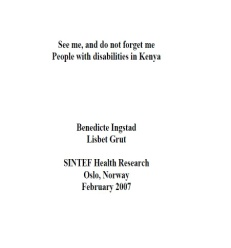 See me, and do not forget me
People with disabilities in Kenya
Benedicte Ingstad
Lisbet Grut
SINTEF Health Research
Oslo, Norway
February 2007